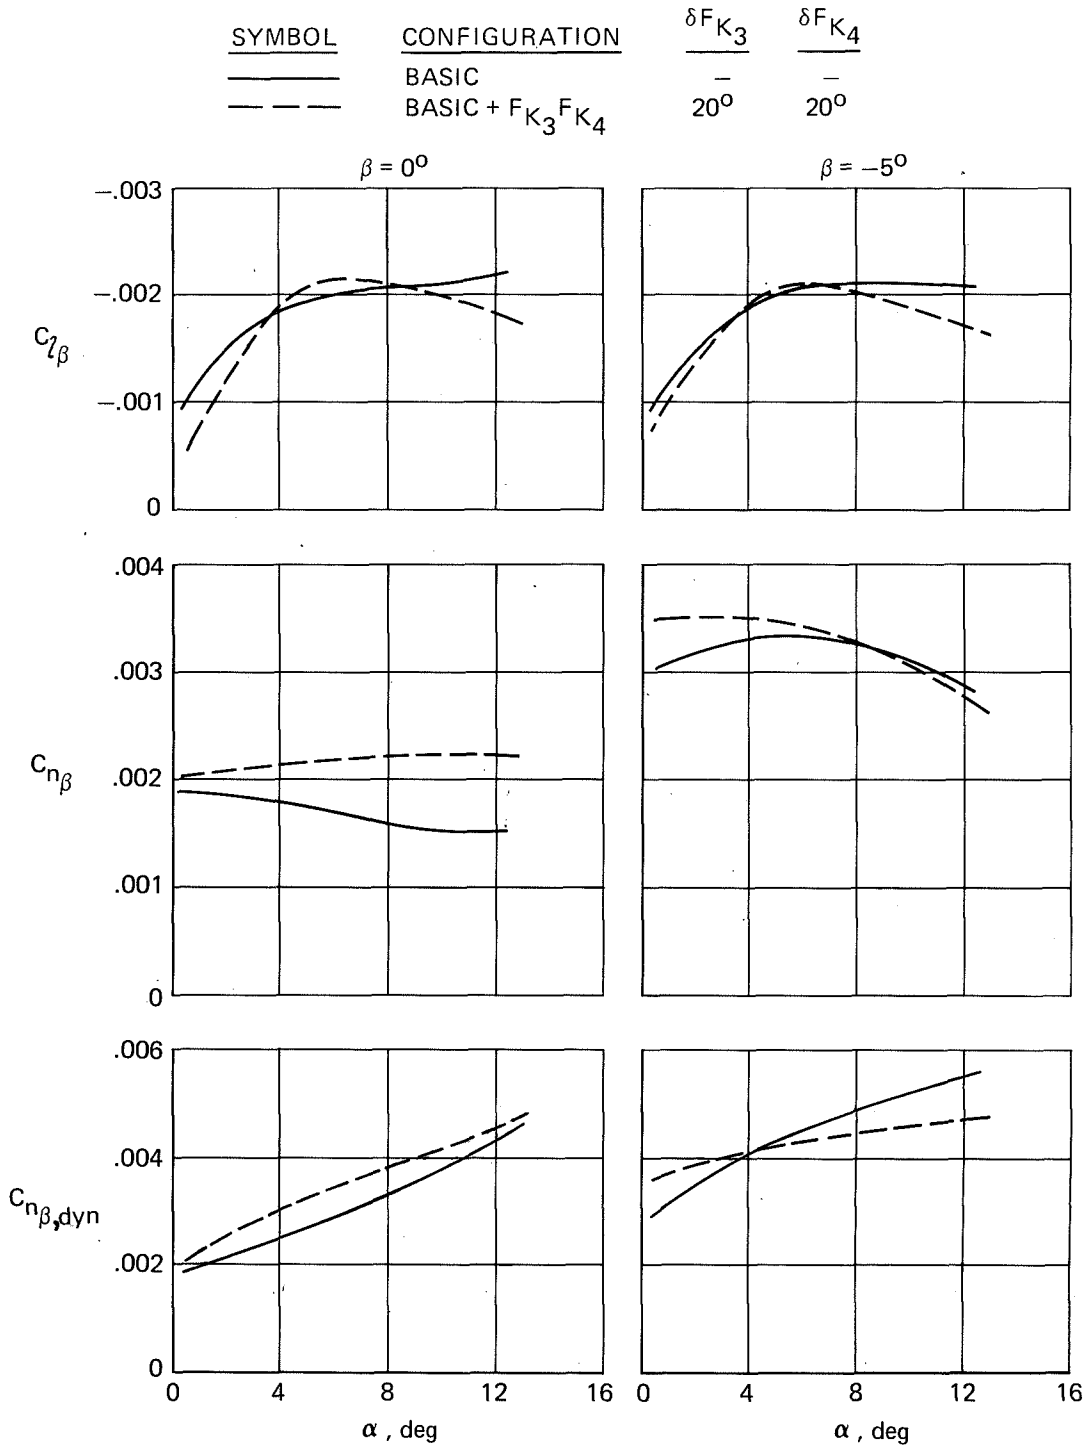 SYMBOL CONFIGURATION δFK3 δFK4
BASIC – –
BASIC + FK3FK4 20° 20°
β = 0° β = –5°
–.003
–.002
Clβ
–.001
0
.004
.003
Cnβ
.002
.001
0
.006
.004
Cnβ,dyn
.002
0
0 4 8 12 16 0 4 8 12 16
α , deg α , deg